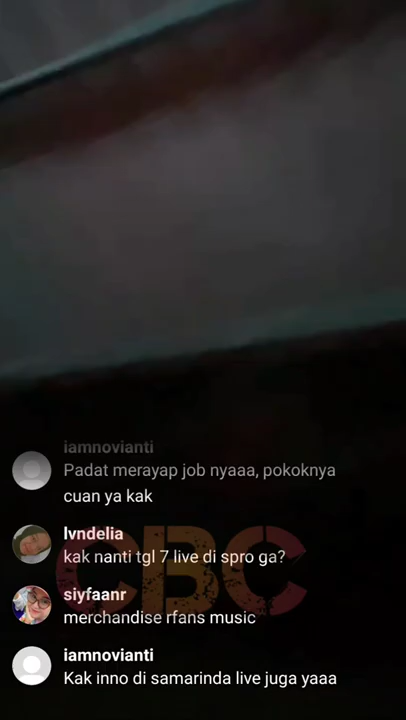 iamnovianti
Padat merayap job nyaaa, pokoknya
cuan ya kak
lvndelia
kak nanti tgl 7 live di spro ga?
CBC
siyfaanr
merchandise rfans music
iamnovianti
Kak inno di samarinda live juga yaaa